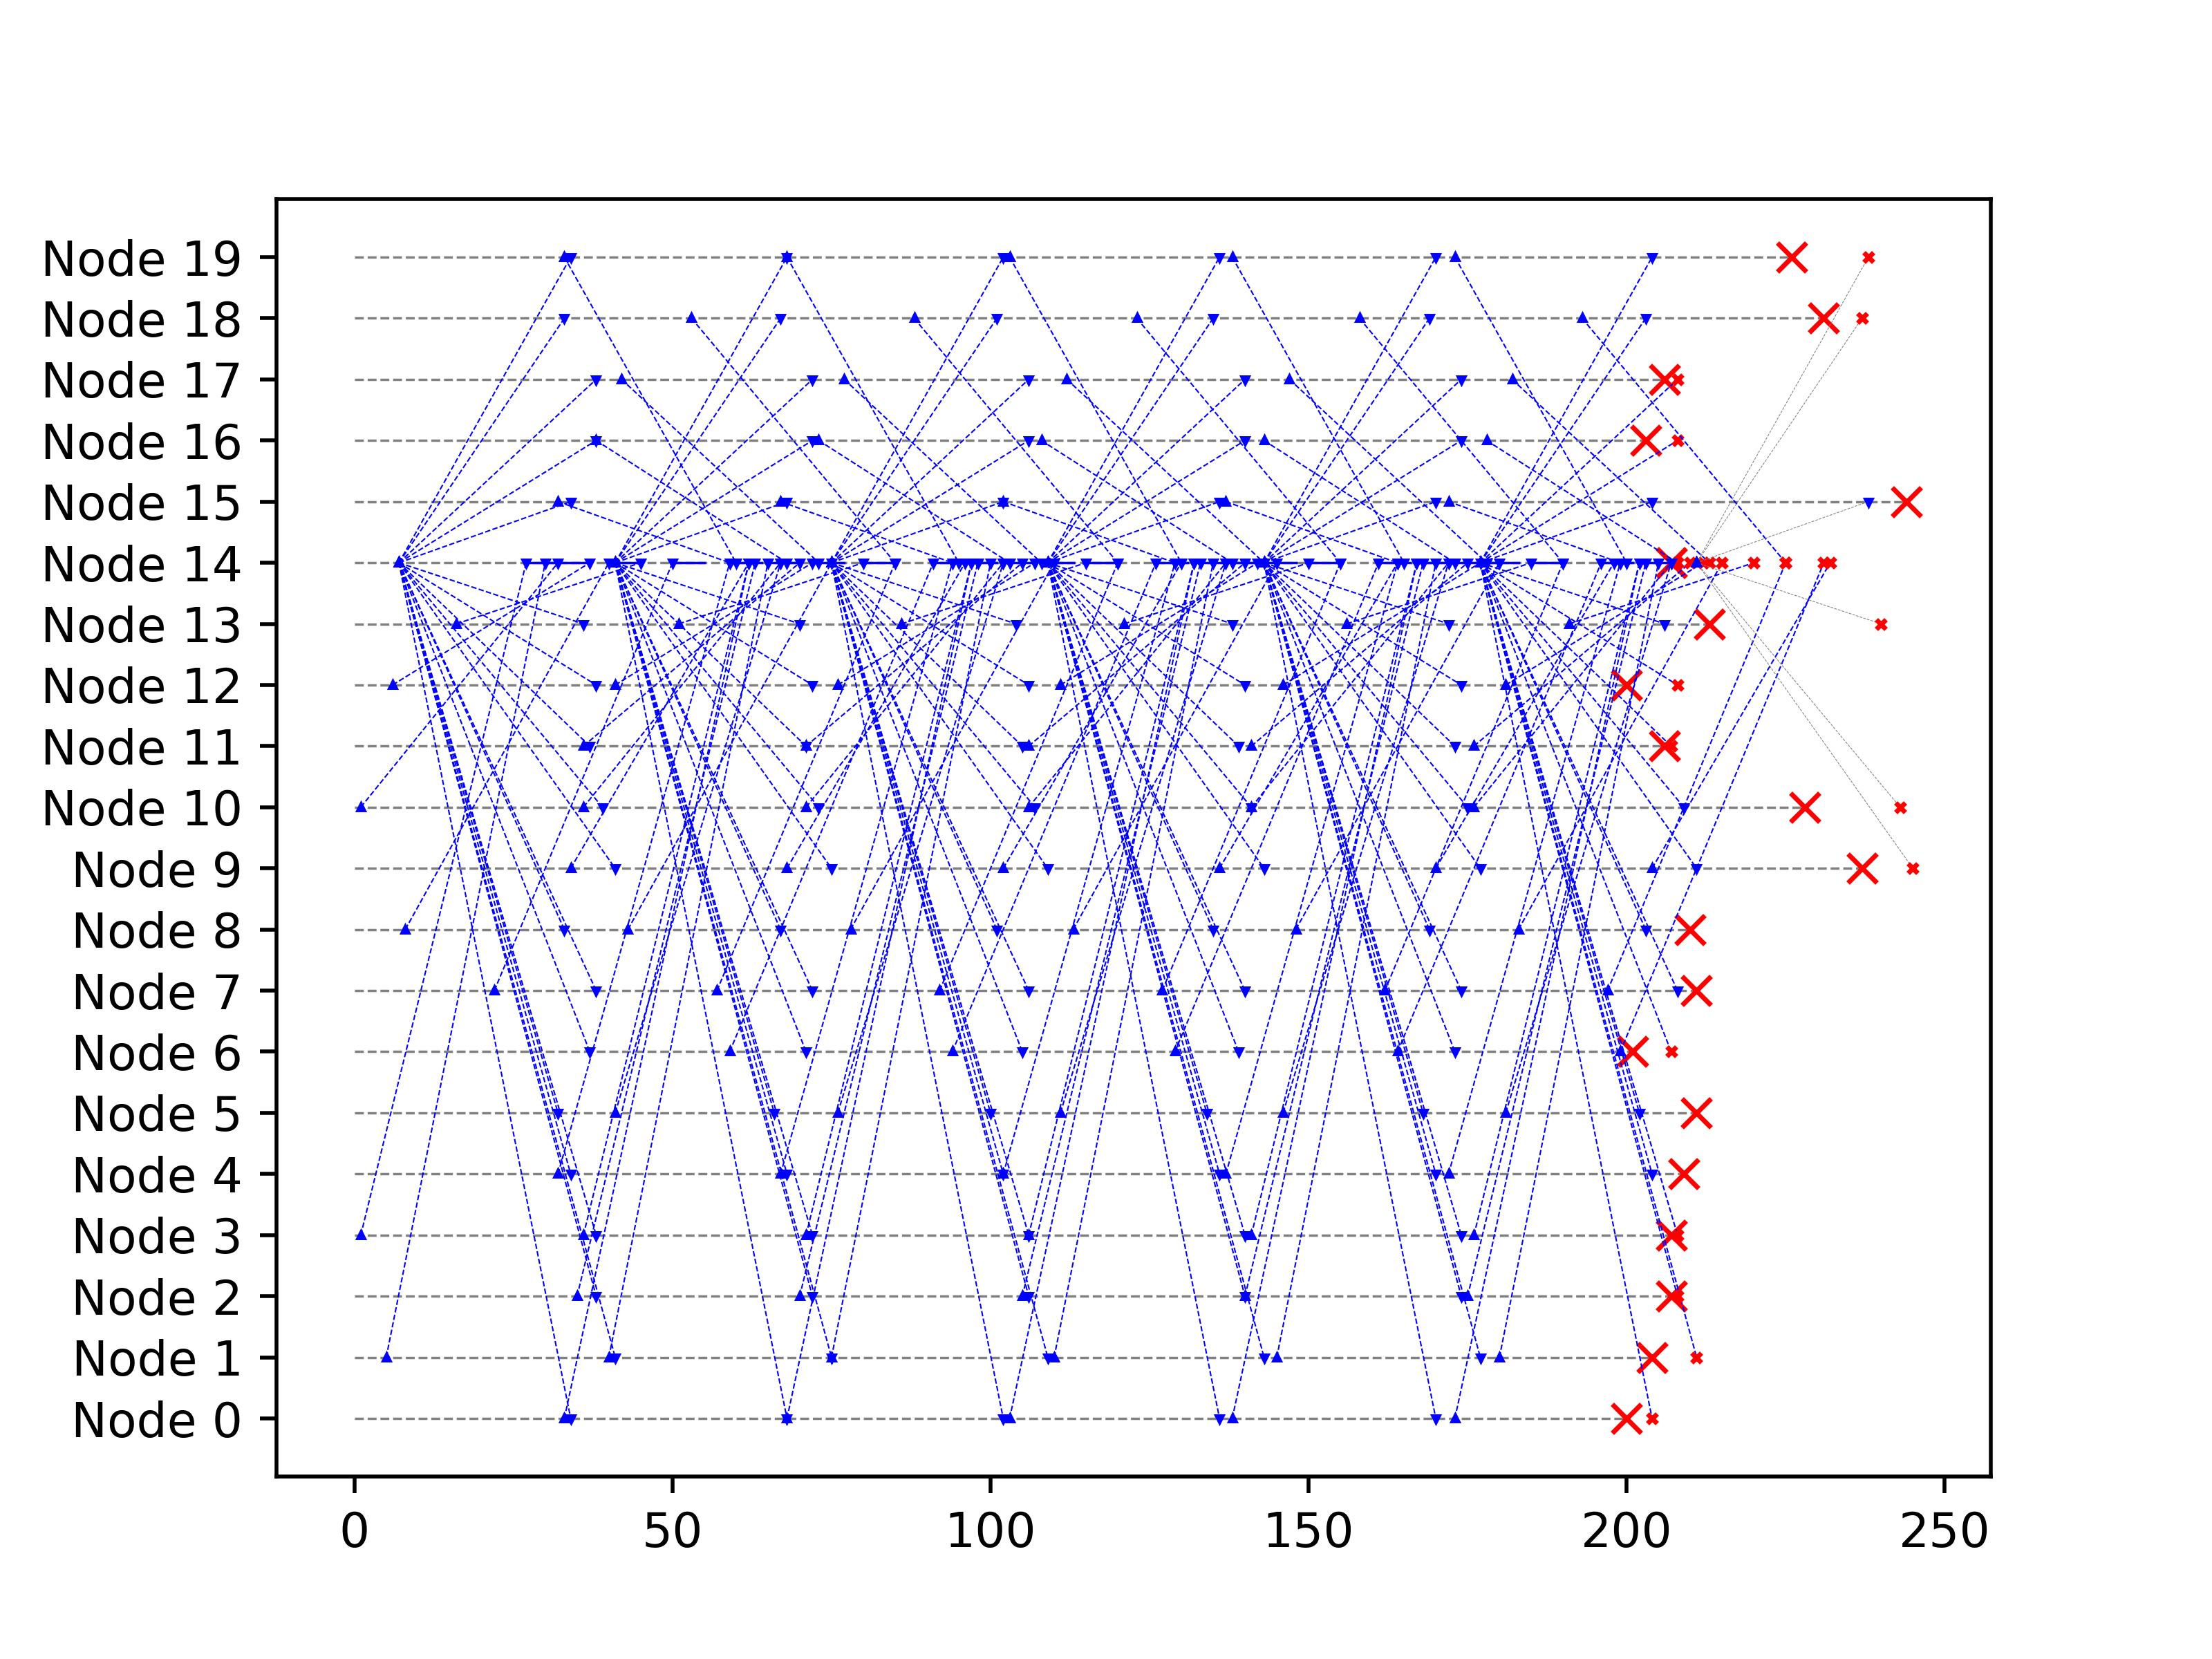 Node 19
Node 18
Node 17
Node 16
Node 15
Node 14
Node 13
Node 12
Node 11
Node 10
Node 9
Node 8
Node 7
Node 6
Node 5
Node 4
Node 3
Node 2
Node 1
Node 0
0 50 100 150 200 250